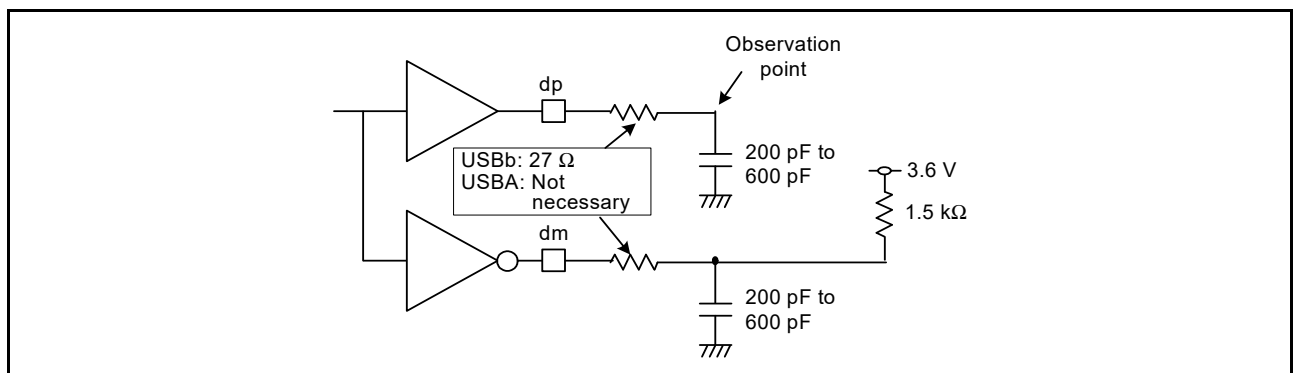 Observation
point
dp
200 pF to
600 pF
USBb: 27 Ω
USBA: Not
necessary
3.6 V
1.5 kΩ
dm
200 pF to
600 pF